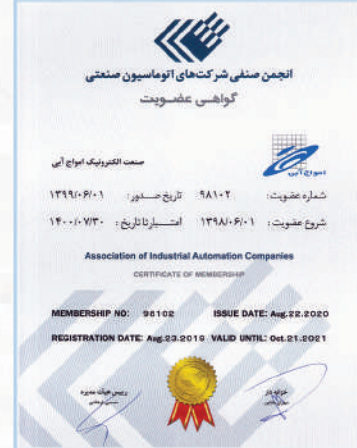 انجمن صنفی شرکت‌های اتوماسیون صنعتی
گواهی عضویت
صنعت الکترونیک امواج آبی
امواج آبی
شماره عضویت: ۹۸۱۰۲ تاریخ صدور: ۱۳۹۹/۰۶/۰۱
شروع عضویت: ۱۳۹۸/۰۶/۰۱ اعتبار تا تاریخ: ۱۴۰۰/۰۷/۳۰
Association of Industrial Automation Companies
CERTIFICATE OF MEMBERSHIP
MEMBERSHIP NO: 98102 ISSUE DATE: Aug.22.2020
REGISTRATION DATE: Aug.23.2019 VALID UNTIL: Oct.21.2021
رییس هیأت مدیره
خزانه دار